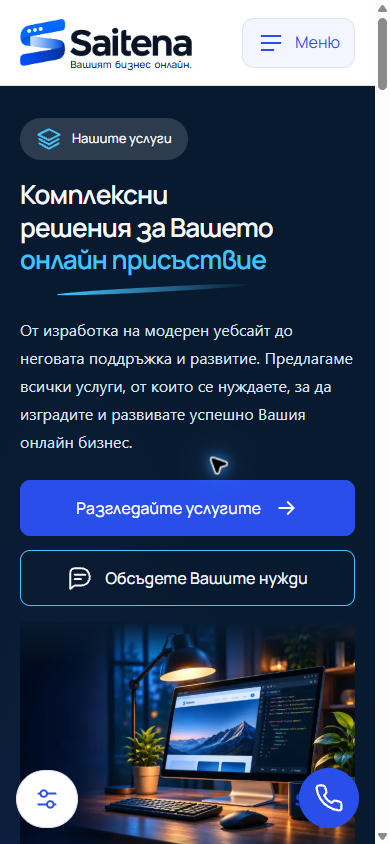 Saitena
Вашият бизнес онлайн.
Меню
Нашите услуги
Комплексни
решения за Вашето
онлайн присъствие
От изработка на модерен уебсайт до
неговата поддръжка и развитие. Предлагаме
всички услуги, от които се нуждаете, за да
изградите и развивате успешно Вашия
онлайн бизнес.
Разгледайте услугите
Обсъдете Вашите нужди